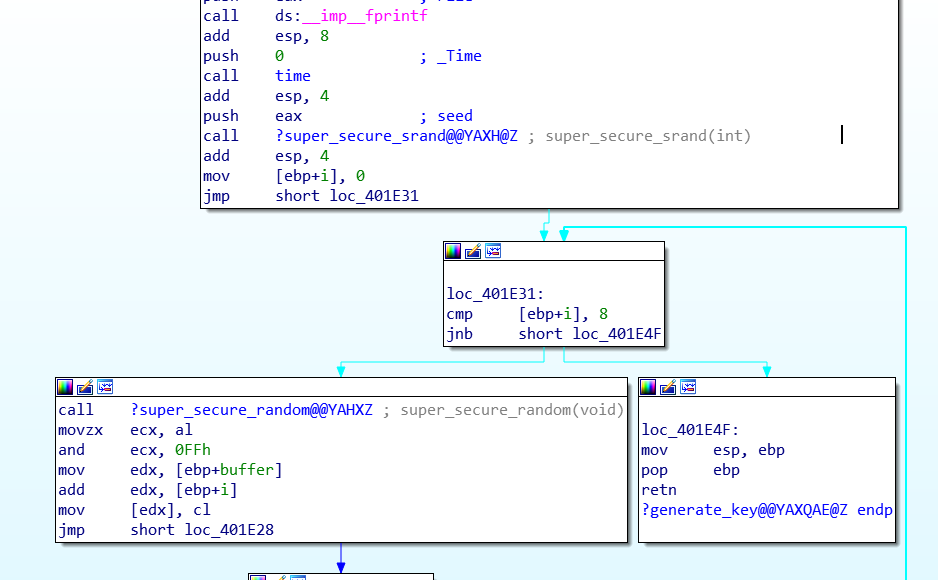 call ds:__imp__fprintf
add esp, 8
push 0 ; _Time
call time
add esp, 4
push eax ; seed
call ?super_secure_srand@@YAXH@Z ; super_secure_srand(int)
add esp, 4
mov [ebp+i], 0
jmp short loc_401E31
loc_401E31:
cmp [ebp+i], 8
jnb short loc_401E4F
call ?super_secure_random@@YAHXZ ; super_secure_random(void)
movzx ecx, al
and ecx, 0FFh
mov edx, [ebp+buffer]
add edx, [ebp+i]
mov [edx], cl
jmp short loc_401E28
loc_401E4F:
mov esp, ebp
pop ebp
retn
?generate_key@@YAXQAE@Z endp